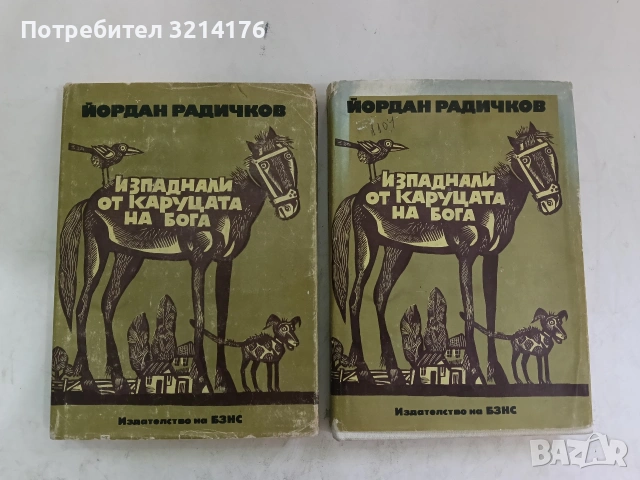 Потребител 3214176
ЙОРДАН РАДИЧКОВ
ИЗПАДНАЛИ
ОТ КАРУЦАТА
НА БОГА
Издателство на БЗНС
ЙОРДАН РАДИЧКОВ
1107
ИЗПАДНАЛИ
ОТ КАРУЦАТА
НА БОГА
Издателство на БЗНС
BAZAR